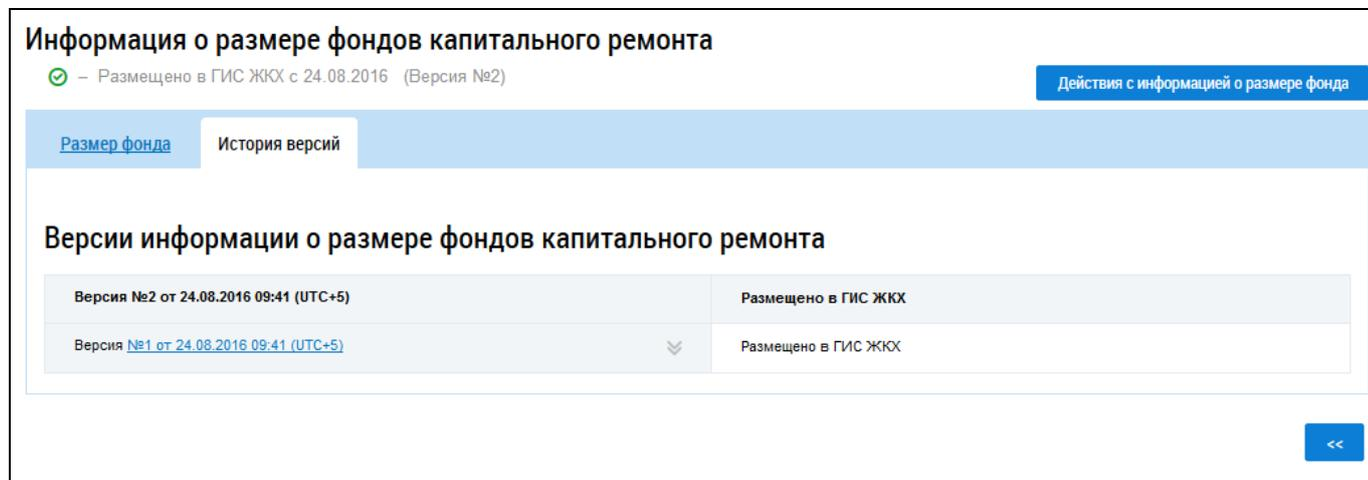 Информация о размере фондов капитального ремонта
– Размещено в ГИС ЖКХ с 24.08.2016 (Версия №2)
Действия с информацией о размере фонда
Размер фонда История версий
Версии информации о размере фондов капитального ремонта
Версия №2 от 24.08.2016 09:41 (UTC+5) Размещено в ГИС ЖКХ
Версия №1 от 24.08.2016 09:41 (UTC+5) Размещено в ГИС ЖКХ
<<